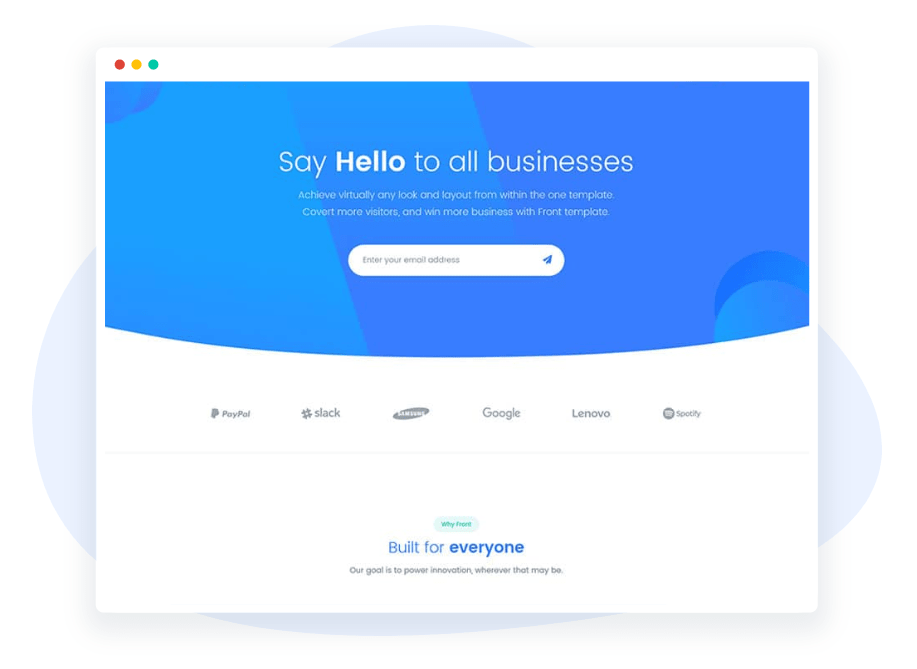 Say Hello to all businesses
Achieve virtually any look and layout from within the one template.
Covert more visitors, and win more business with Front template.
Enter your email address
PayPal slack SAMSUNG Google Lenovo Spotify
Why Front
Built for everyone
Our goal is to power innovation, wherever that may be.